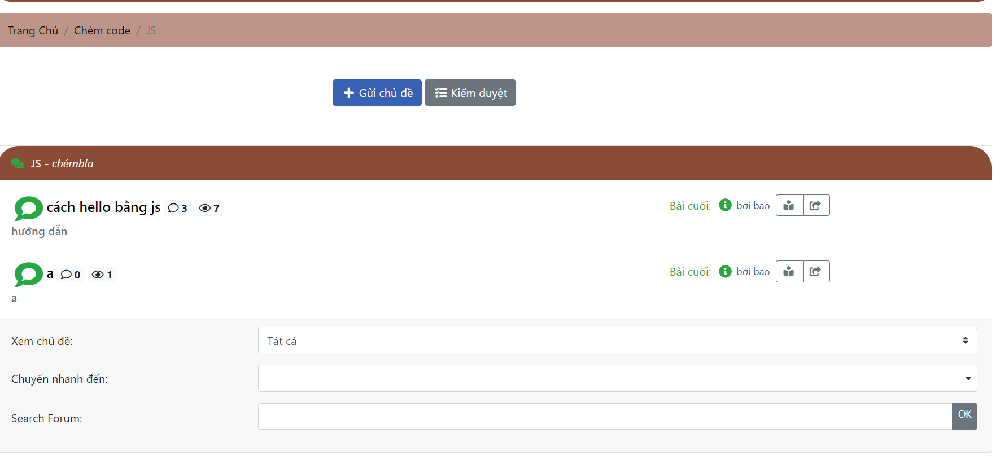 Trang Chủ / Chém code / JS
Gửi chủ đề Kiểm duyệt
JS - chémbla
cách hello bằng js 3 7 Bài cuối: bởi bao
hướng dẫn
a 0 1 Bài cuối: bởi bao
a
Xem chủ đề: Tất cả
Chuyển nhanh đến:
Search Forum: OK